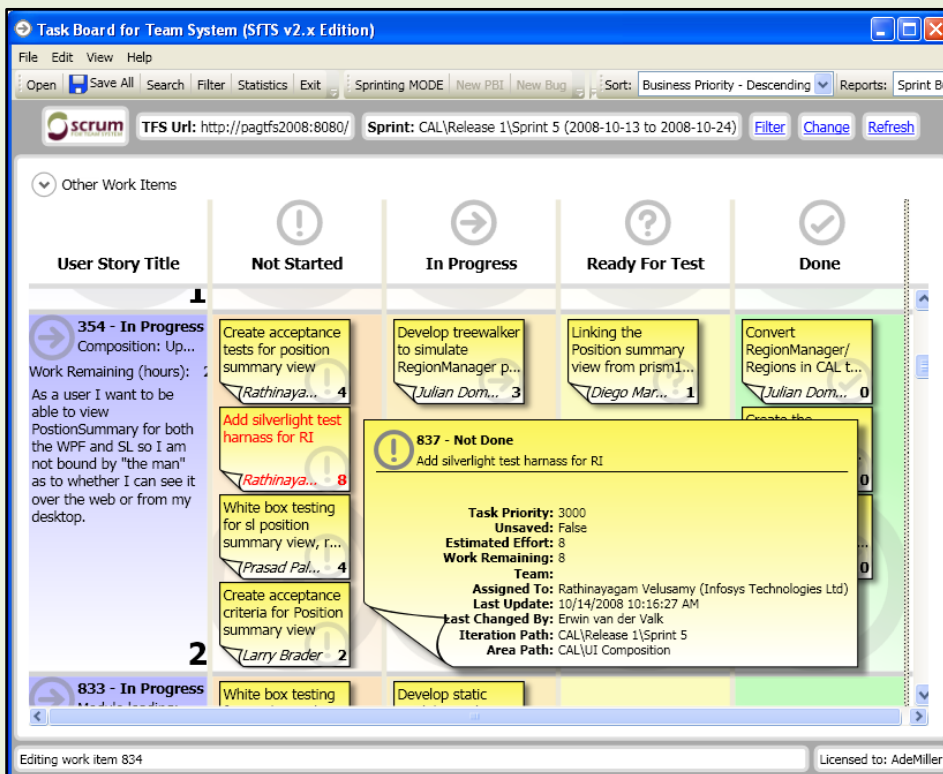 Task Board for Team System (SfTS v2.x Edition)
File Edit View Help
Open Save All Search Filter Statistics Exit Sprinting MODE New PBI New Bug Sort: Business Priority - Descending Reports: Sprint
scrum TFS Url: http://pagtfs2008:8080/ Sprint: CAL\Release 1\Sprint 5 (2008-10-13 to 2008-10-24) Filter Change Refresh
FOR TEAM SYSTEM
Other Work Items
User Story Title Not Started In Progress Ready For Test Done
1
354 - In Progress
Composition: Up...
Work Remaining (hours):
As a user I want to be
able to view
PostionSummary for both
the WPF and SL so I am
not bound by "the man"
as to whether I can see it
over the web or from my
desktop.
2
Create acceptance
tests for position
summary view
Rathinaya... 4
Add silverlight test
harnass for RI
Rathinaya... 8
White box testing
for sl position
summary view, r...
Prasad Pal... 4
Create acceptance
criteria for Position
summary view
Larry Brader 2
Develop treewalker
to simulate
RegionManager p...
Julian Dom... 3
Linking the
Position summary
view from prism1...
Diego Mar... 1
Convert
RegionManager/
Regions in CAL t...
Julian Dom... 0
Create the
0
0
837 - Not Done
Add silverlight test harnass for RI
Task Priority: 3000
Unsaved: False
Estimated Effort: 8
Work Remaining: 8
Team:
Assigned To: Rathinayagam Velusamy (Infosys Technologies Ltd)
Last Update: 10/14/2008 10:16:27 AM
Last Changed By: Erwin van der Valk
Iteration Path: CAL\Release 1\Sprint 5
Area Path: CAL\UI Composition
833 - In Progress
White box testing
Develop static
Editing work item 834 Licensed to: AdeMiller